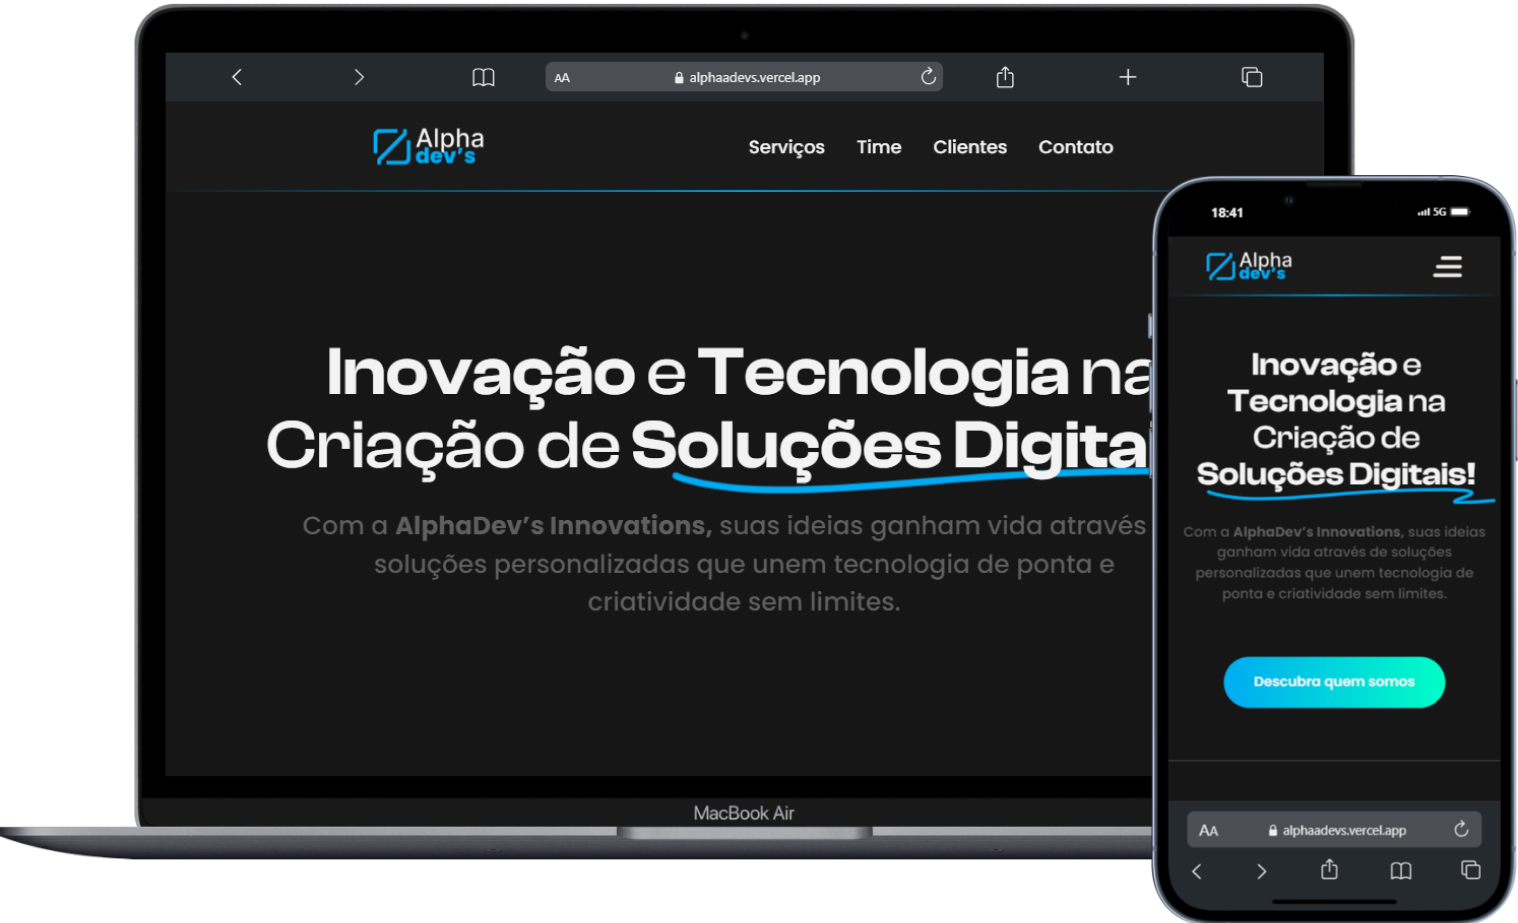 AA
alphaadevs.vercel.app
Alpha
dev's
Serviços Time Clientes Contato
Inovação e Tecnologia na
Criação de Soluções Digita
Com a AlphaDev's Innovations, suas ideias ganham vida através
soluções personalizadas que unem tecnologia de ponta e
criatividade sem limites.
MacBook Air
18:41
5G
Alpha
dev's
Inovação e
Tecnologia na
Criação de
Soluções Digitais!
Com a AlphaDev's Innovations, suas ideias
ganham vida através de soluções
personalizadas que unem tecnologia de
ponta e criatividade sem limites.
Descubra quem somos
AA
alphaadevs.vercel.app